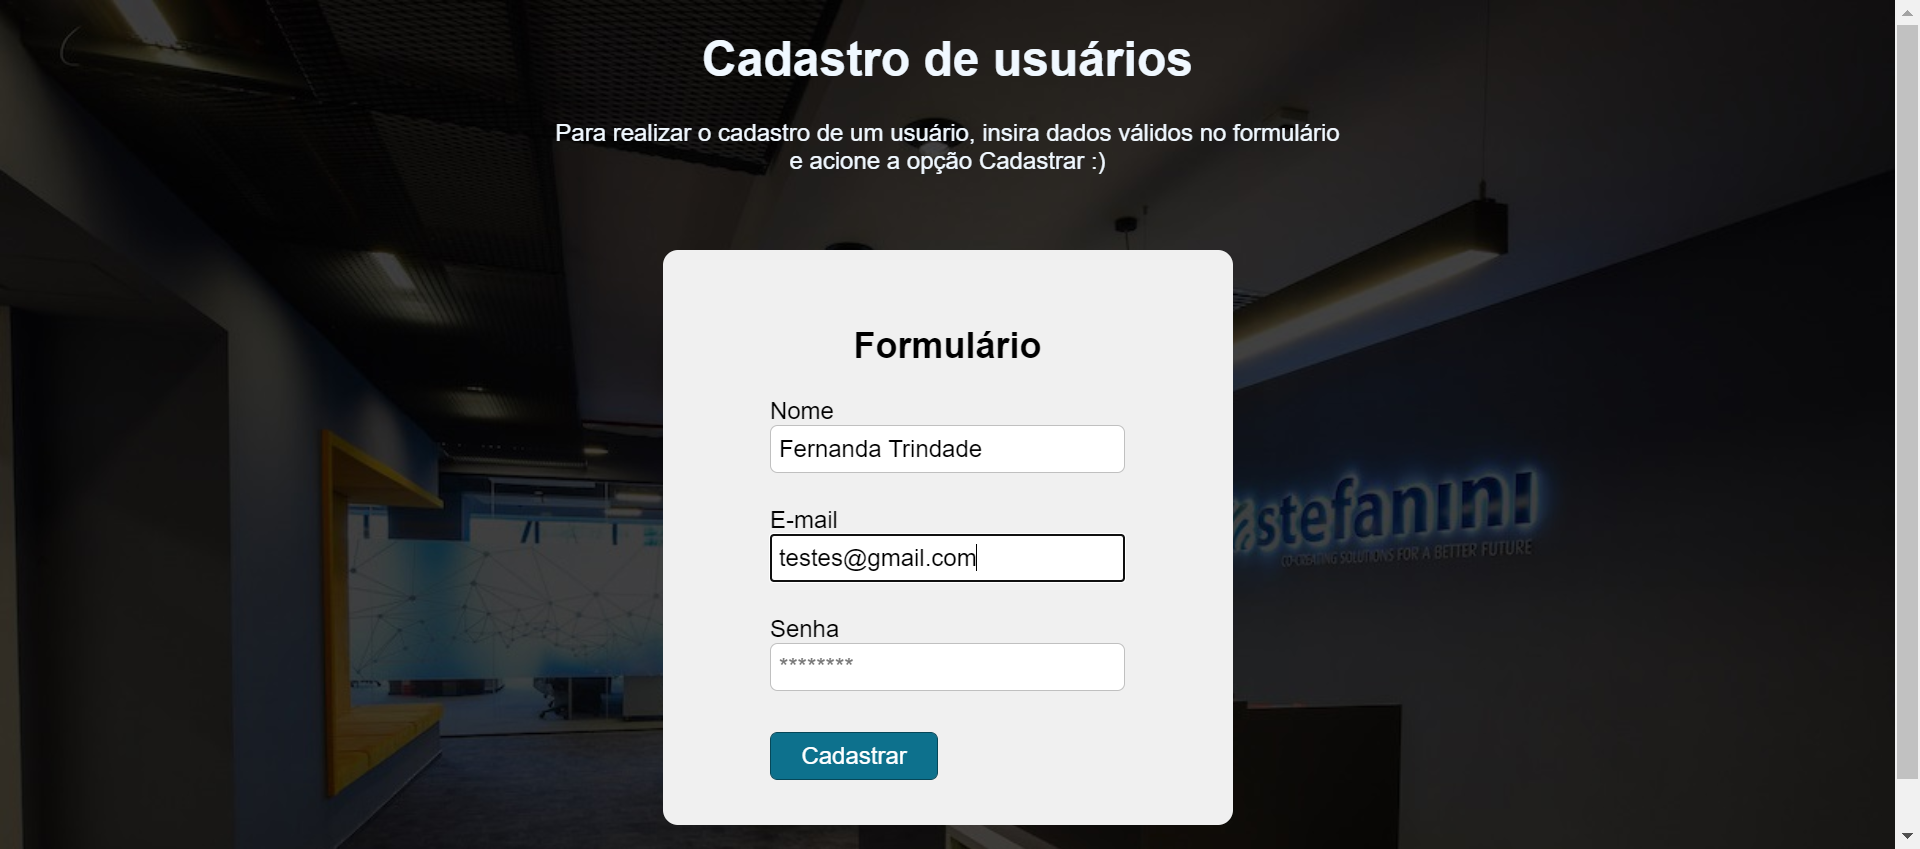 Cadastro de usuários
Para realizar o cadastro de um usuário, insira dados válidos no formulário
e acione a opção Cadastrar :)
Formulário
Nome
Fernanda Trindade
E-mail
testes@gmail.com
Senha
********
Cadastrar
stefanini
CO-CREATING SOLUTIONS FOR A BETTER FUTURE